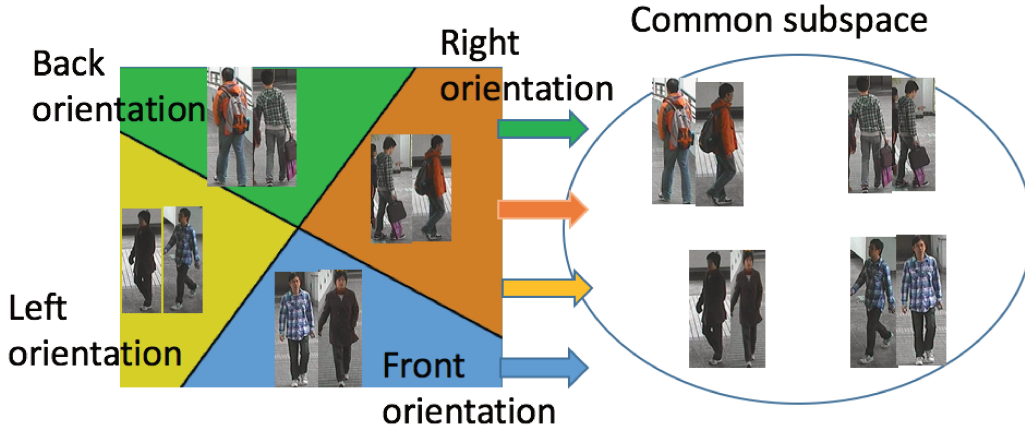 Common subspace
Right
orientation
Back
orientation
Left
orientation
Front
orientation